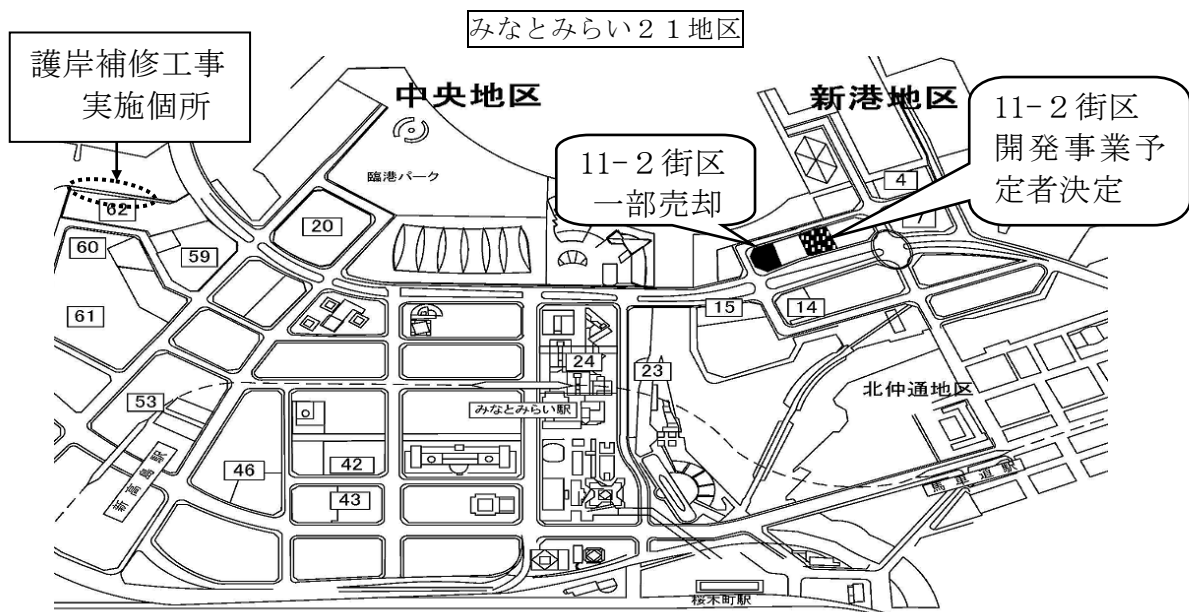 みなとみらい２１地区
護岸補修工事
実施個所
中央地区
新港地区
11-２街区
開発事業予
定者決定
11-２街区
一部売却
臨港パーク
4
62
20
60
59
61
15
14
24
23
北仲通地区
みなとみらい駅
53
新高島駅
46
42
43
馬車道駅
桜木町駅